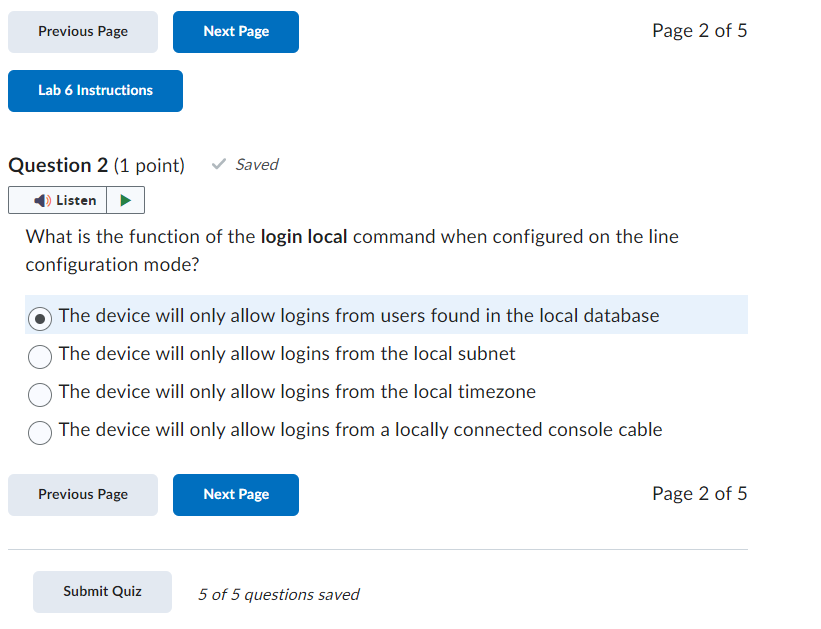 Previous Page
Next Page
Page 2 of 5
Lab 6 Instructions
Question 2 (1 point)
Saved
Listen
What is the function of the login local command when configured on the line
configuration mode?
The device will only allow logins from users found in the local database
The device will only allow logins from the local subnet
The device will only allow logins from the local timezone
The device will only allow logins from a locally connected console cable
Previous Page
Next Page
Page 2 of 5
Submit Quiz
5 of 5 questions saved